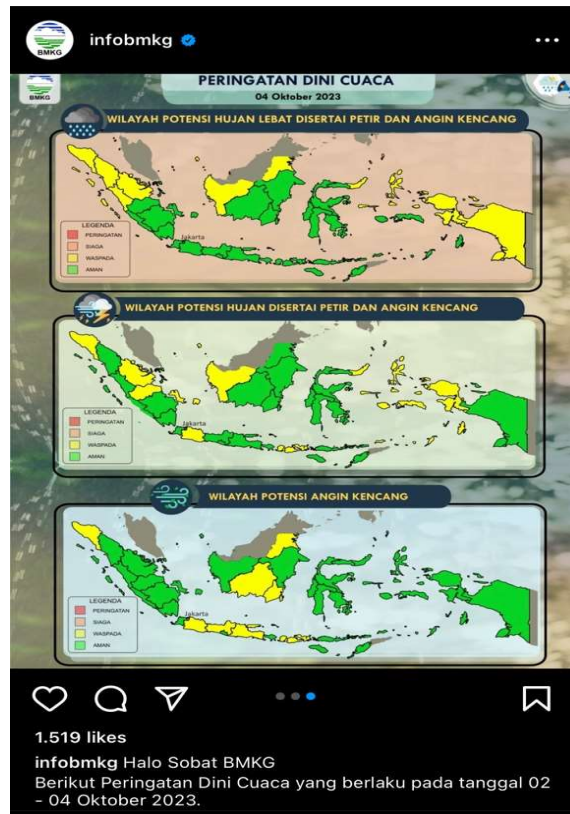 infobmkg
BMKG
BMKG
PERINGATAN DINI CUACA
04 Oktober 2023
WILAYAH POTENSI HUJAN LEBAT DISERTAI PETIR DAN ANGIN KENCANG
Jakarta
LEGENDA
PERINGATAN
SIAGA
WASPADA
AMAN
WILAYAH POTENSI HUJAN DISERTAI PETIR DAN ANGIN KENCANG
Jakarta
LEGENDA
PERINGATAN
SIAGA
WASPADA
AMAN
WILAYAH POTENSI ANGIN KENCANG
Jakarta
LEGENDA
PERINGATAN
SIAGA
WASPADA
AMAN
1.519 likes
infobmkg Halo Sobat BMKG
Berikut Peringatan Dini Cuaca yang berlaku pada tanggal 02
- 04 Oktober 2023.